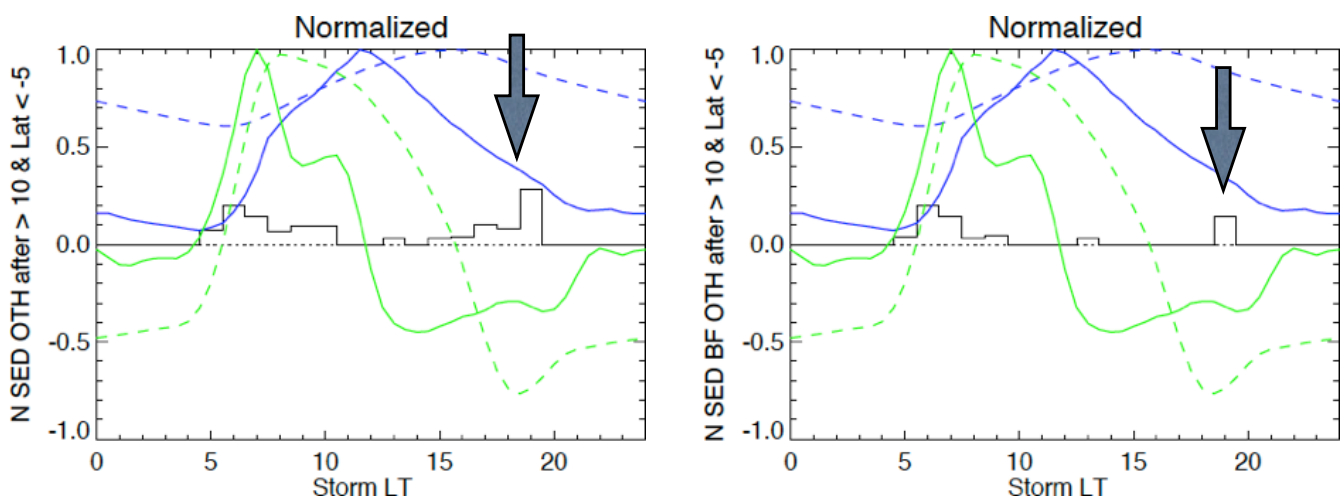 Normalized
N SED OTH after > 10 & Lat < -5
1.0
0.5
0.0
-0.5
-1.0
0 5 10 15 20
Storm LT
Normalized
N SED BF OTH after > 10 & Lat < -5
1.0
0.5
0.0
-0.5
-1.0
0 5 10 15 20
Storm LT